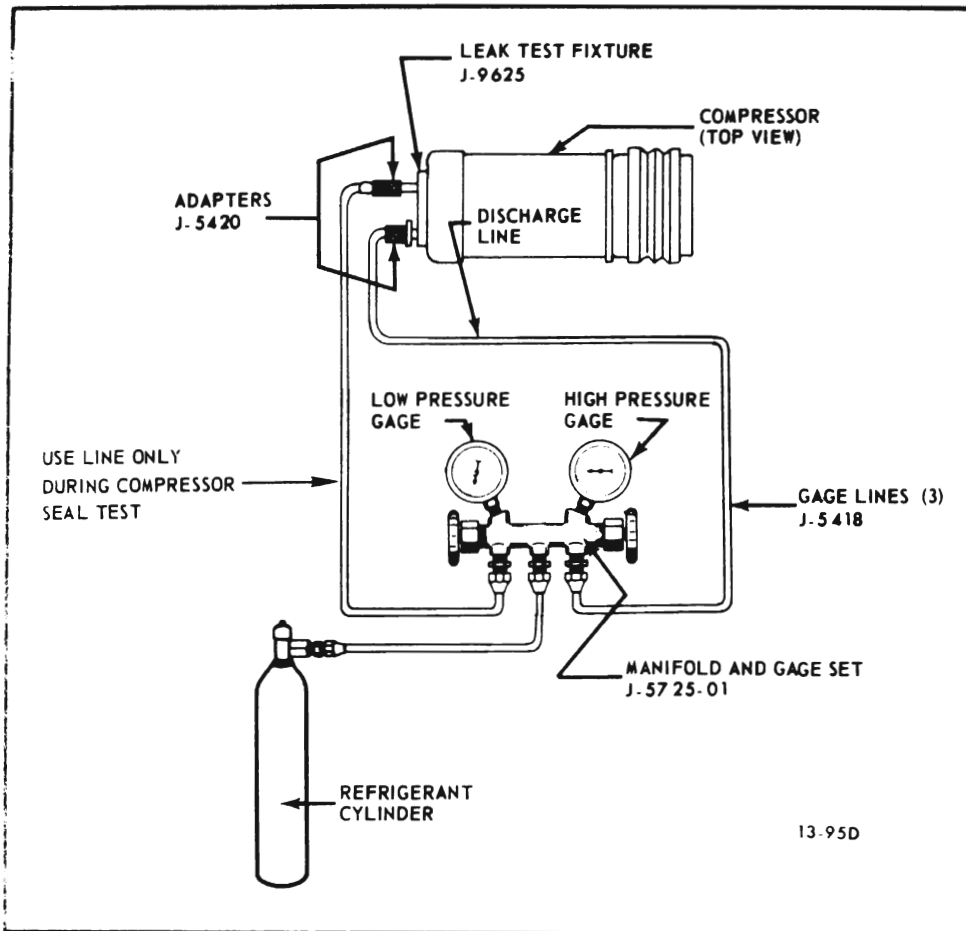 LEAK TEST FIXTURE
J-9625
COMPRESSOR
(TOP VIEW)
ADAPTERS
J-5420
DISCHARGE
LINE
LOW PRESSURE
GAGE
HIGH PRESSURE
GAGE
USE LINE ONLY
DURING COMPRESSOR
SEAL TEST
GAGE LINES (3)
J-5418
MANIFOLD AND GAGE SET
J-5725-01
REFRIGERANT
CYLINDER
13-95D